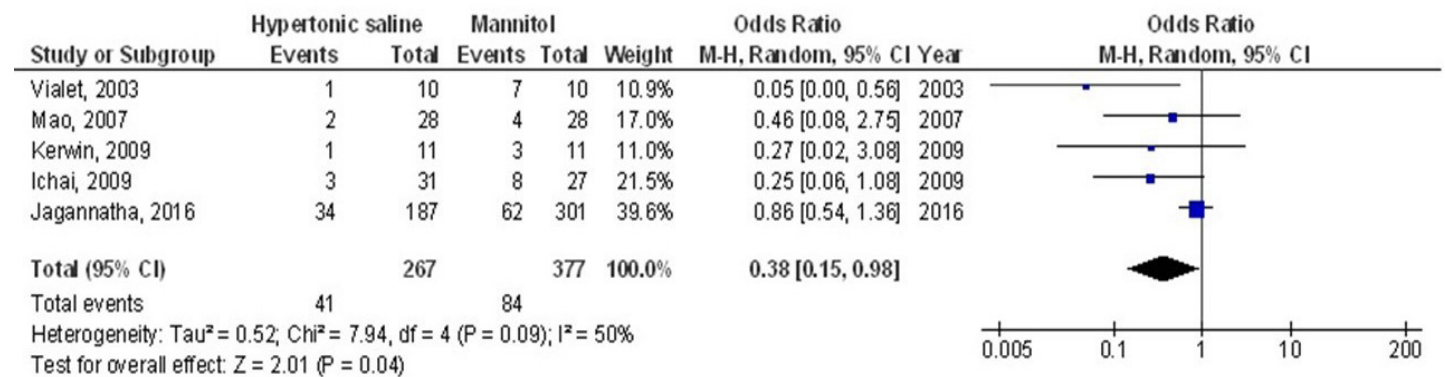 Hypertonic saline Mannitol Odds Ratio Odds Ratio
Study or Subgroup Events Total Events Total Weight M-H, Random, 95% CI Year M-H, Random, 95% CI
Vialet, 2003 1 10 7 10 10.9% 0.05 [0.00, 0.56] 2003
Mao, 2007 2 28 4 28 17.0% 0.46 [0.08, 2.75] 2007
Kerwin, 2009 1 11 3 11 11.0% 0.27 [0.02, 3.08] 2009
Ichai, 2009 3 31 8 27 21.5% 0.25 [0.06, 1.08] 2009
Jagannatha, 2016 34 187 62 301 39.6% 0.86 [0.54, 1.36] 2016
Total (95% CI) 267 377 100.0% 0.38 [0.15, 0.98]
Total events 41 84
Heterogeneity: Tau² = 0.52; Chi² = 7.94, df = 4 (P = 0.09); I² = 50%
Test for overall effect: Z = 2.01 (P = 0.04)
0.005 0.1 1 10 200